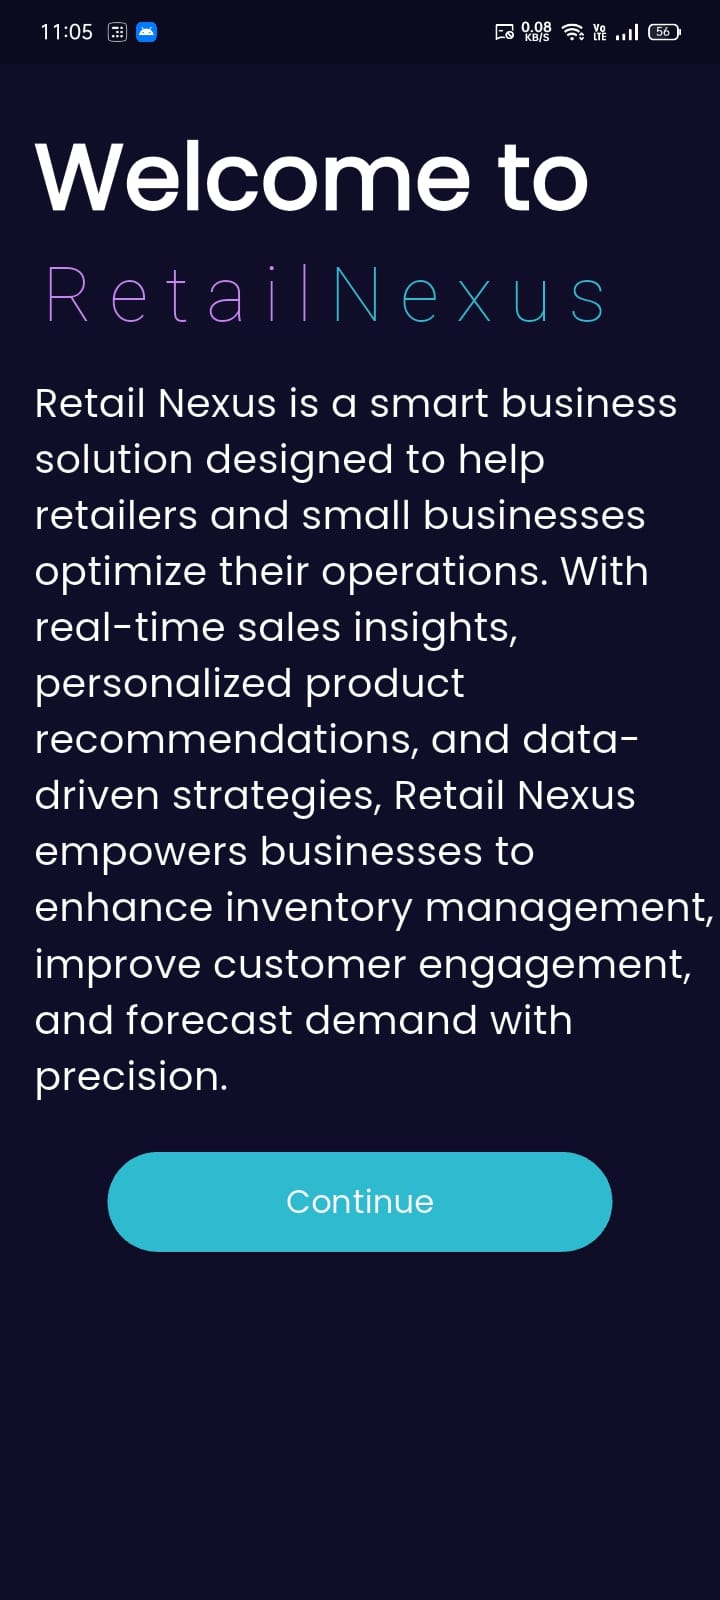 11:05
0.08
KB/S
Vo
LTE
56
Welcome to
RetailNexus
Retail Nexus is a smart business
solution designed to help
retailers and small businesses
optimize their operations. With
real-time sales insights,
personalized product
recommendations, and data-
driven strategies, Retail Nexus
empowers businesses to
enhance inventory management,
improve customer engagement,
and forecast demand with
precision.
Continue